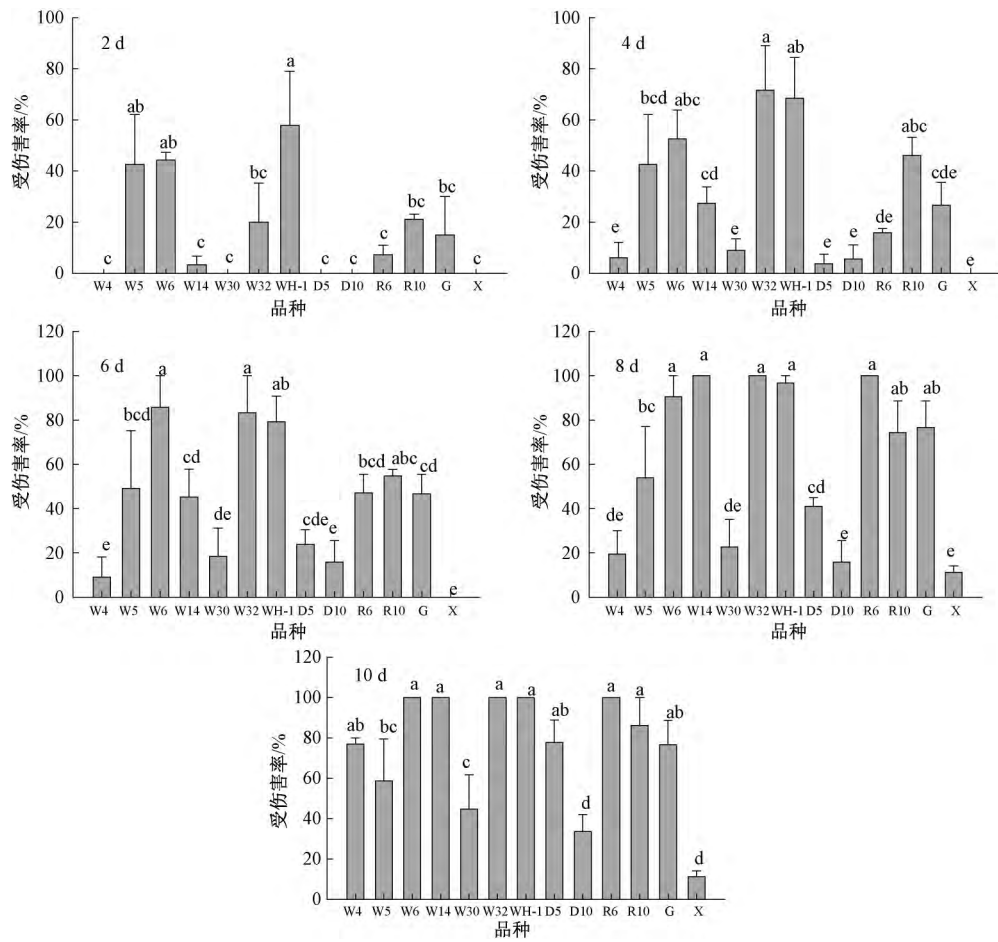 100
80
60
40
20
0
受伤害率/%
2 d
c ab ab c c bc a c c c bc bc c
W4 W5 W6 W14 W30 W32 WH-1 D5 D10 R6 R10 G X
品种
100
80
60
40
20
0
受伤害率/%
4 d
e bcd abc cd e a ab e e de abc cde e
W4 W5 W6 W14 W30 W32 WH-1 D5 D10 R6 R10 G X
品种
120
100
80
60
40
20
0
受伤害率/%
6 d
e bcd a cd de a ab cde e bcd abc cd e
W4 W5 W6 W14 W30 W32 WH-1 D5 D10 R6 R10 G X
品种
120
100
80
60
40
20
0
受伤害率/%
8 d
de bc a a de a a cd e a ab ab e
W4 W5 W6 W14 W30 W32 WH-1 D5 D10 R6 R10 G X
品种
120
100
80
60
40
20
0
受伤害率/%
10 d
ab bc a a c a a ab d a a ab d
W4 W5 W6 W14 W30 W32 WH-1 D5 D10 R6 R10 G X
品种